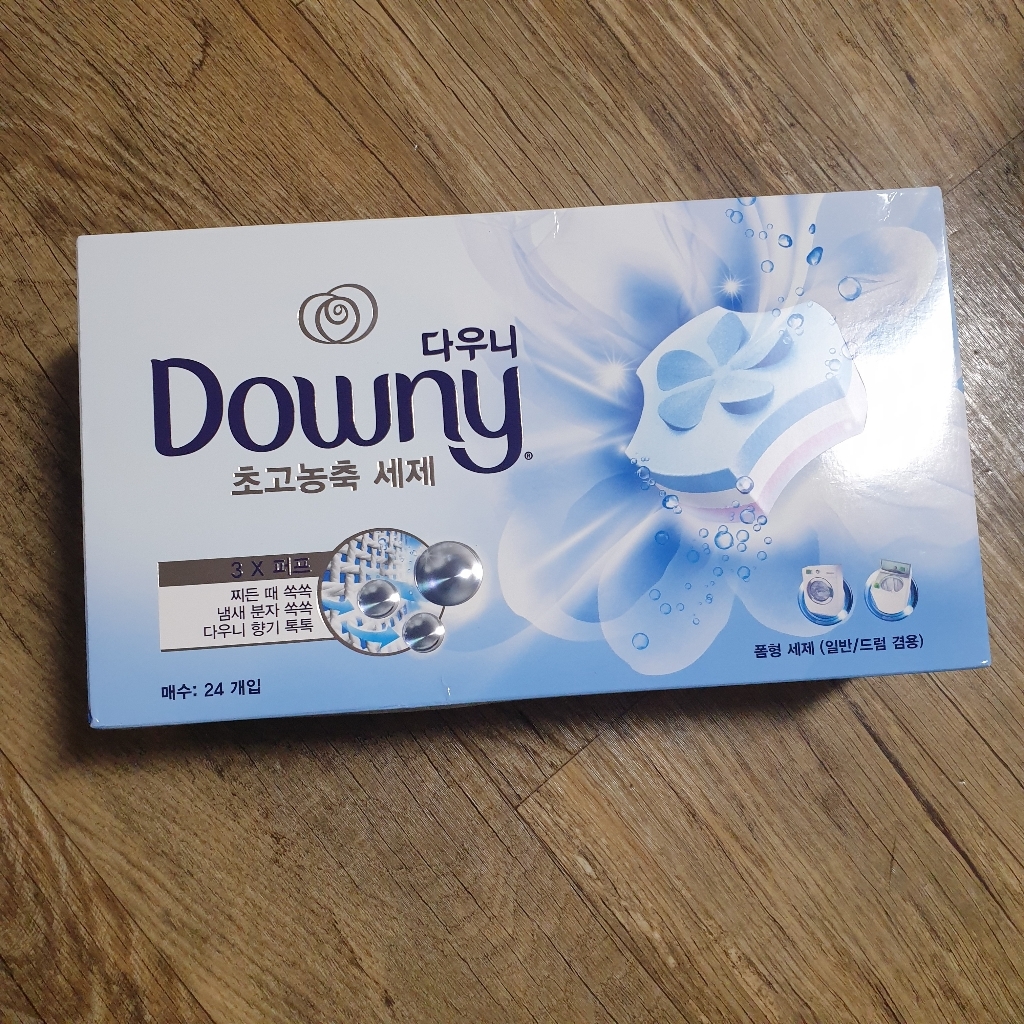 다우니
Downy®
초고농축 세제
3 X 퍼프
찌든 때 쏙쏙
냄새 분자 쏙쏙
다우니 향기 톡톡
매수: 24 개입
폼형 세제 (일반/드럼 겸용)